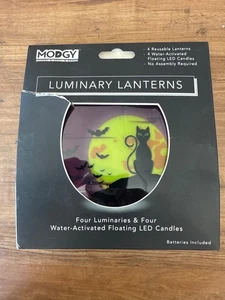 MODGY
• 4 Reusable Lanterns
• 4 Water-Activated
Floating LED Candles
• No Assembly Required
LUMINARY LANTERNS
Four Luminaries & Four
Water-Activated Floating LED Candles
Batteries Included